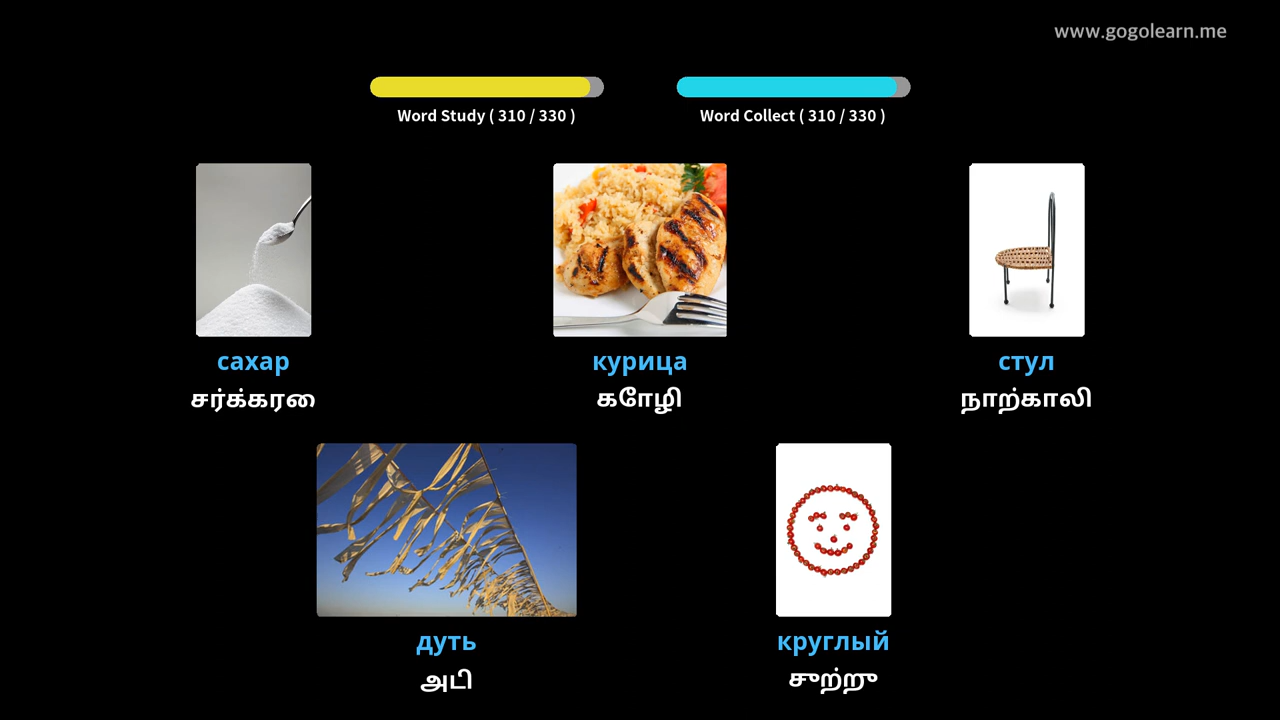 www.gogolearn.me
Word Study ( 310 / 330 )
Word Collect ( 310 / 330 )
сахар
சர்க்கரை
курица
கோழி
стул
நாற்காலி
дуть
அடி
круглый
சுற்று